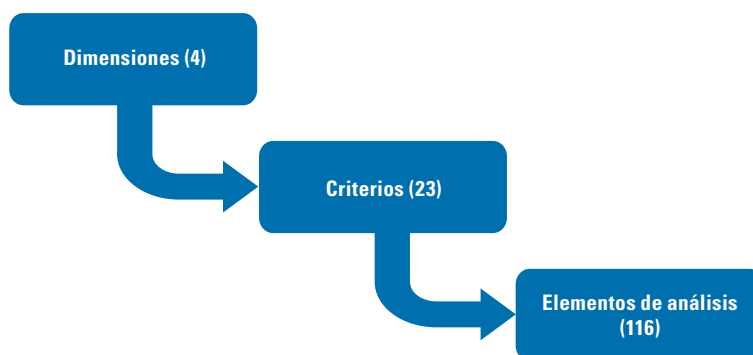 Dimensiones (4)
Criterios (23)
Elementos de análisis
(116)